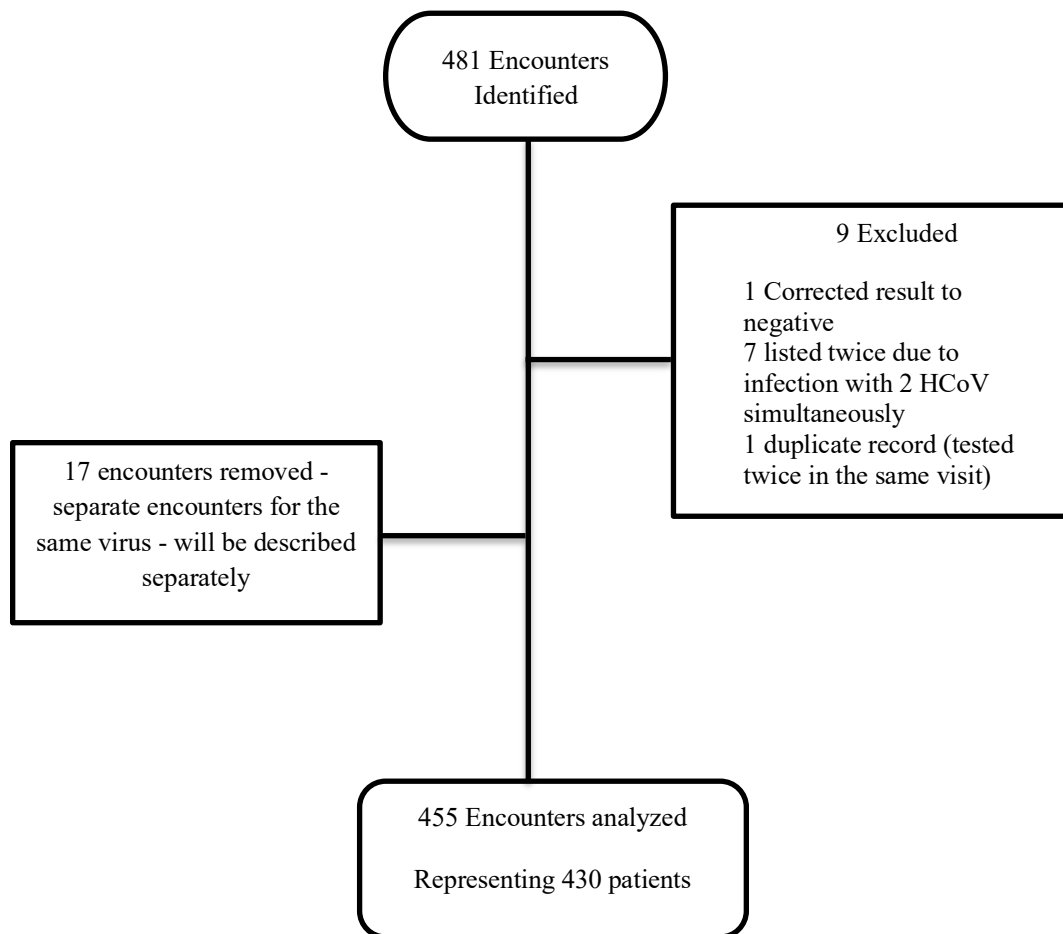 481 Encounters
Identified
9 Excluded
1 Corrected result to
negative
7 listed twice due to
infection with 2 HCoV
simultaneously
1 duplicate record (tested
twice in the same visit)
17 encounters removed -
separate encounters for the
same virus - will be described
separately
455 Encounters analyzed
Representing 430 patients